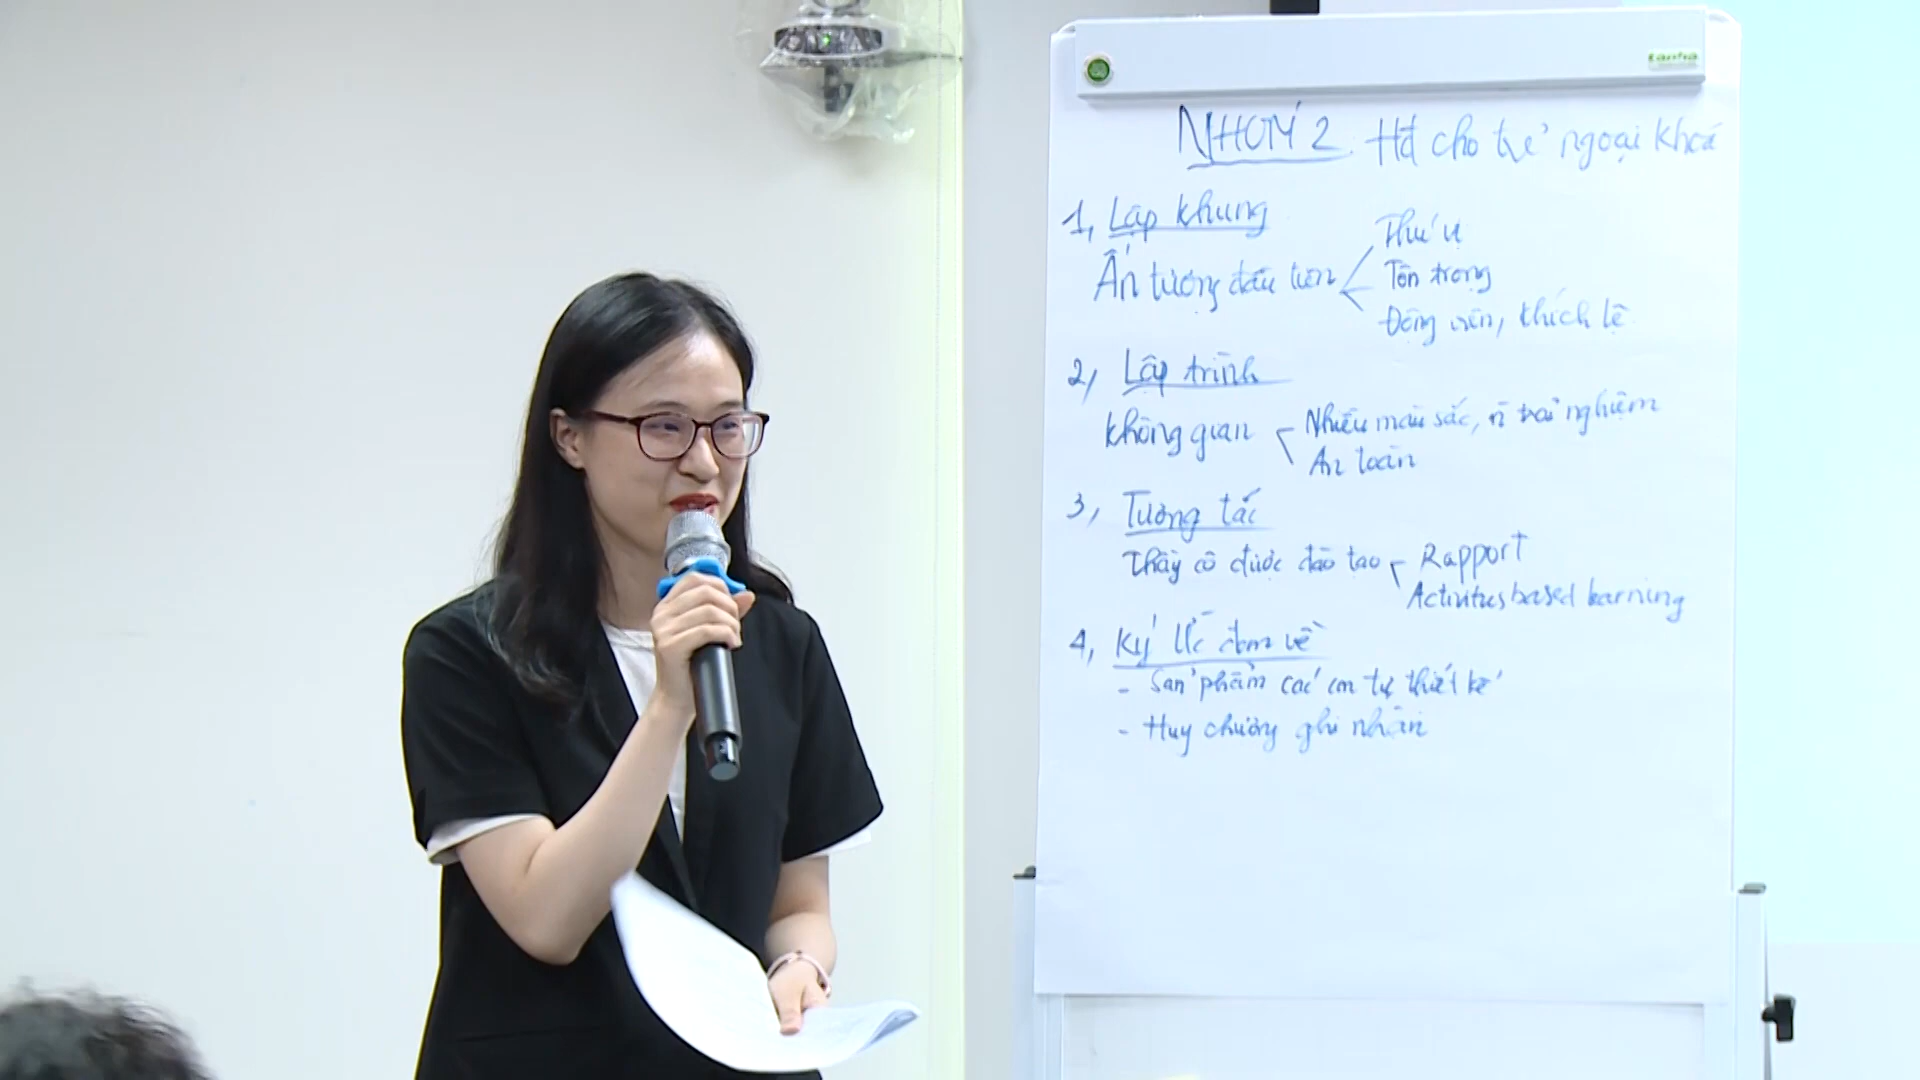 NHÓM 2 HĐ cho trẻ ngoại khoá
1, Lập khung
Ấn tượng đầu tiên
Thú vị
Tôn trọng
Động viên, khích lệ
2, Lập trình
Không gian
Nhiều màu sắc, n trải nghiệm
An toàn
3, Tương tác
Thầy cô được đào tạo
Rapport
Activities based learning
4, Ký Ức đem về
- Sản phẩm các em tự thiết kế
- Huy chương ghi nhận